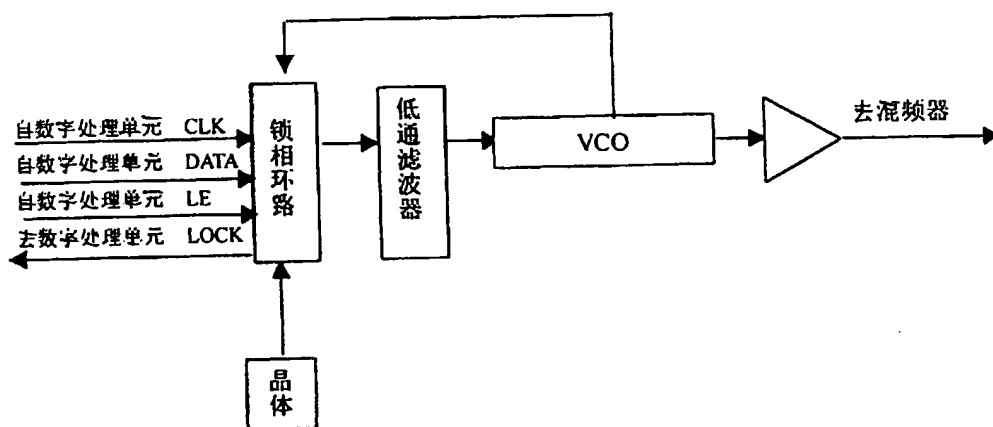 自数字处理单元 CLK
自数字处理单元 DATA
自数字处理单元 LE
去数字处理单元 LOCK
锁相环路
低通滤波器
VCO
去混频器
晶体